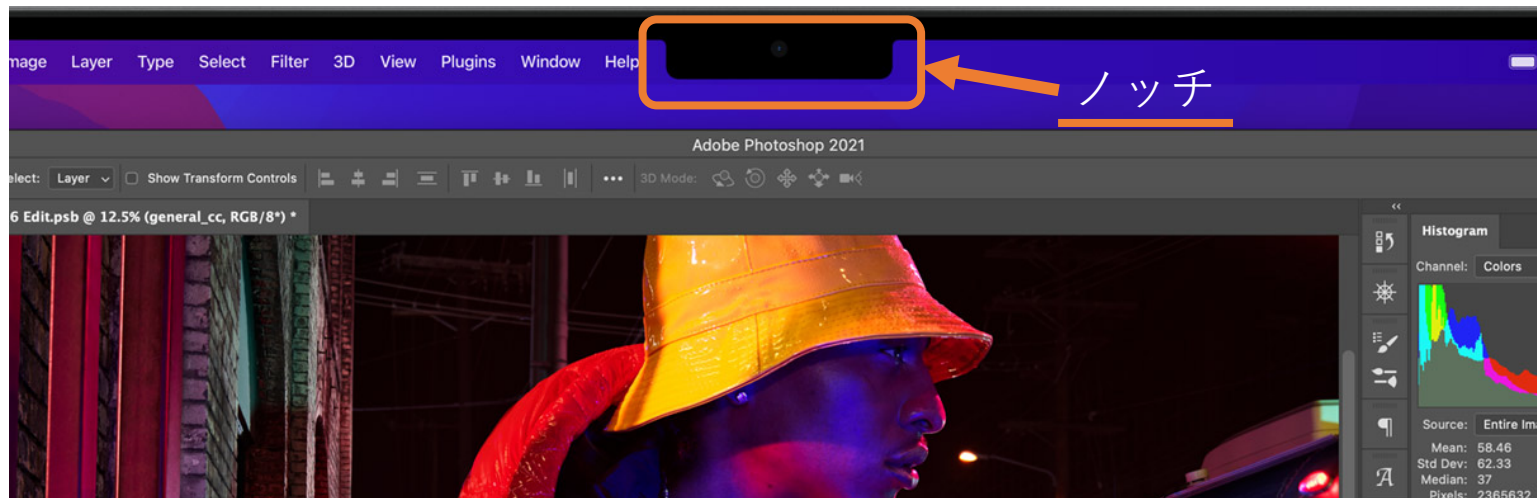 mage Layer Type Select Filter 3D View Plugins Window Help
ノッチ
Adobe Photoshop 2021
elect: Layer Show Transform Controls 3D Mode:
6 Edit.psb @ 12.5% (general_cc, RGB/8*) *
Histogram
Channel: Colors
Source: Entire Ima
Mean: 58.46
Std Dev: 62.33
Median: 37
Pixels: 2365632